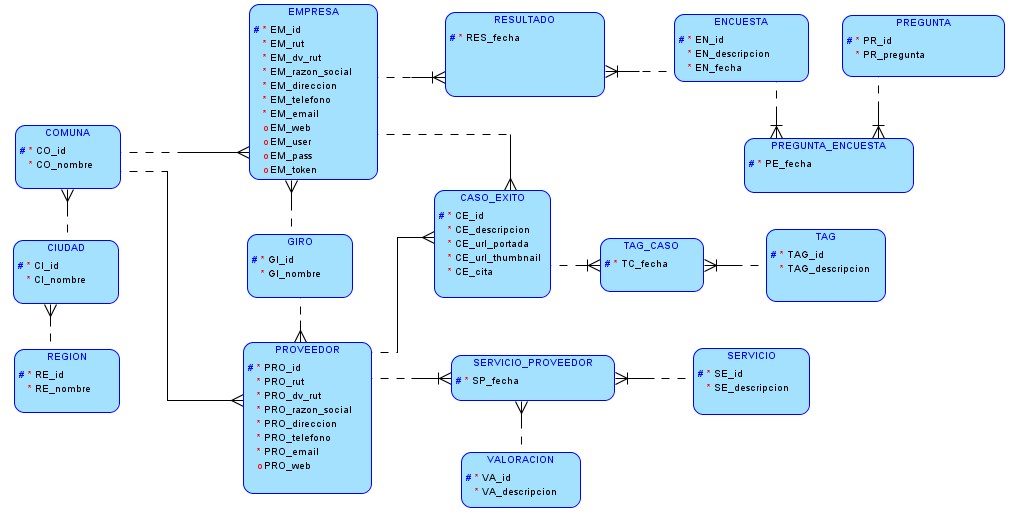 EMPRESA
# * EM_id
* EM_rut
* EM_dv_rut
* EM_razon_social
* EM_direccion
* EM_telefono
* EM_email
o EM_web
o EM_user
o EM_pass
o EM_token
RESULTADO
# * RES_fecha
ENCUESTA
# * EN_id
* EN_descripcion
* EN_fecha
PREGUNTA
# * PR_id
* PR_pregunta
COMUNA
# * CO_id
* CO_nombre
PREGUNTA_ENCUESTA
# * PE_fecha
CASO_EXITO
# * CE_id
* CE_descripcion
* CE_url_portada
* CE_url_thumbnail
* CE_cita
CIUDAD
# * CI_id
* CI_nombre
GIRO
# * GI_id
* GI_nombre
TAG_CASO
# * TC_fecha
TAG
# * TAG_id
* TAG_descripcion
REGION
# * RE_id
* RE_nombre
PROVEEDOR
# * PRO_id
* PRO_rut
* PRO_dv_rut
* PRO_razon_social
* PRO_direccion
* PRO_telefono
* PRO_email
o PRO_web
SERVICIO_PROVEEDOR
# * SP_fecha
SERVICIO
# * SE_id
* SE_descripcion
VALORACION
# * VA_id
* VA_descripcion